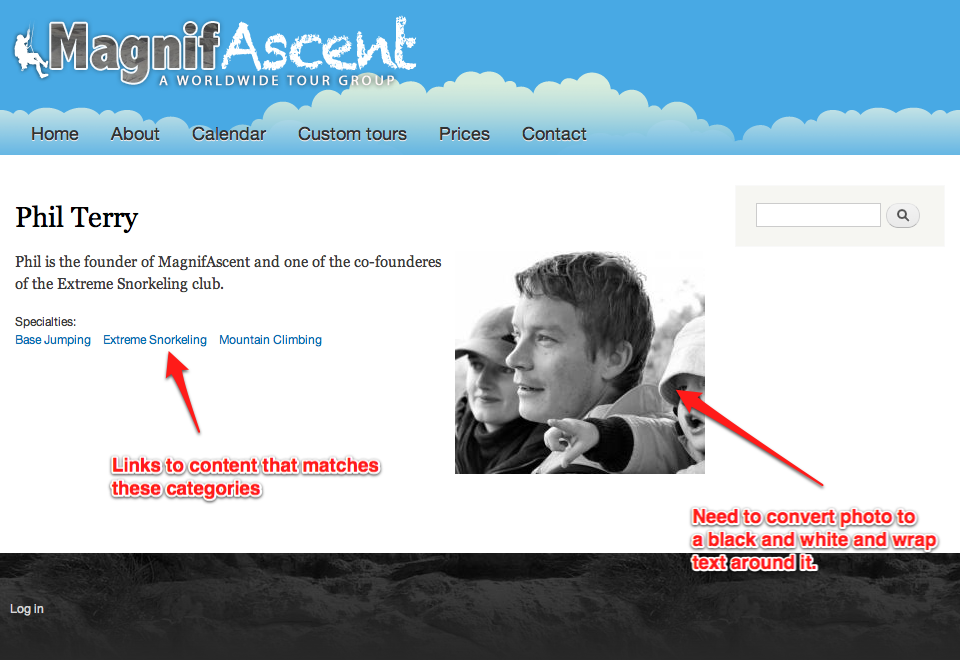 MagnifAscent
A WORLDWIDE TOUR GROUP
Home About Calendar Custom tours Prices Contact
Phil Terry
Phil is the founder of MagnifAscent and one of the co-founderes
of the Extreme Snorkeling club.
Specialties:
Base Jumping Extreme Snorkeling Mountain Climbing
Links to content that matches
these categories
Need to convert photo to
a black and white and wrap
text around it.
Log In